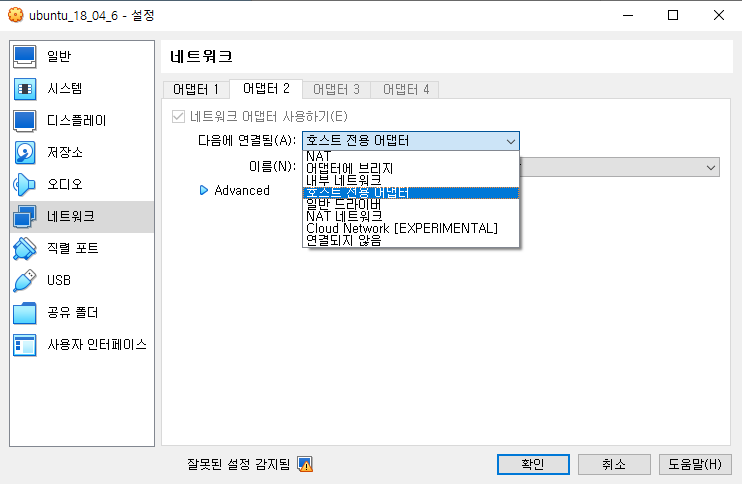 ubuntu_18_04_6 - 설정
일반
시스템
디스플레이
저장소
오디오
네트워크
직렬 포트
USB
공유 폴더
사용자 인터페이스
네트워크
어댑터 1 어댑터 2 어댑터 3 어댑터 4
네트워크 어댑터 사용하기(E)
다음에 연결됨(A): 호스트 전용 어댑터
이름(N):
Advanced
NAT
어댑터에 브리지
내부 네트워크
호스트 전용 어댑터
일반 드라이버
NAT 네트워크
Cloud Network [EXPERIMENTAL]
연결되지 않음
잘못된 설정 감지됨 확인 취소 도움말(H)